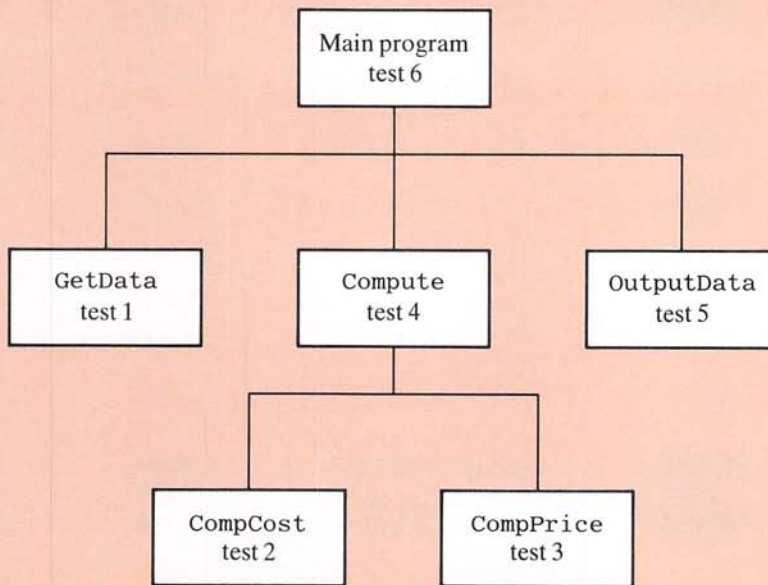 Main program
test 6
GetData
test 1
Compute
test 4
OutputData
test 5
CompCost
test 2
CompPrice
test 3